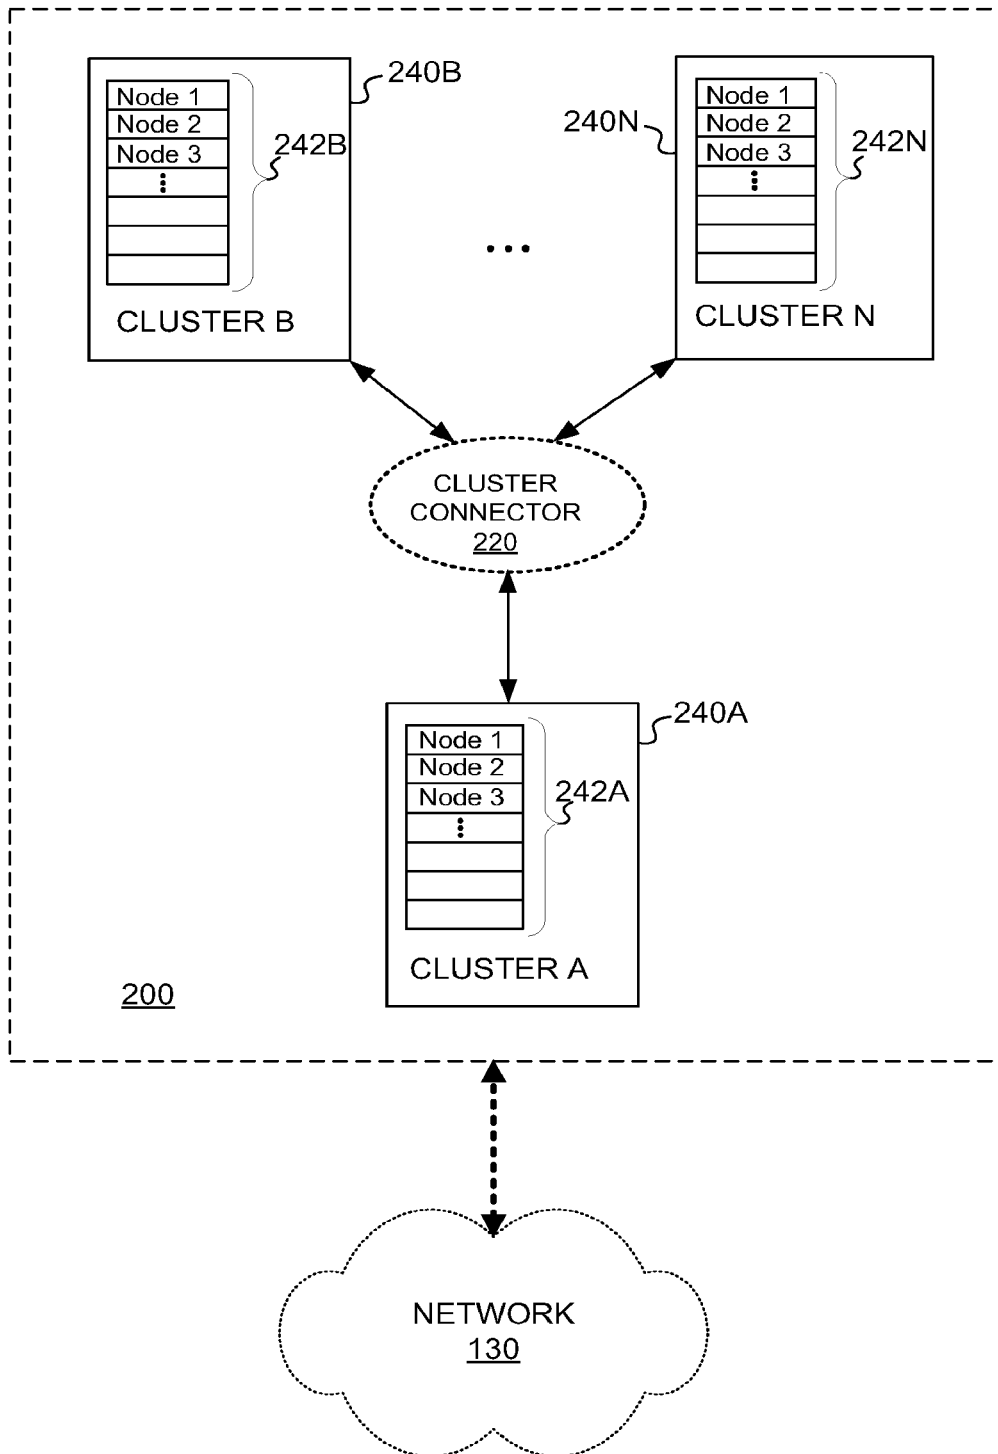 240B
Node 1
Node 2
Node 3
242B
CLUSTER B
240N
Node 1
Node 2
Node 3
242N
CLUSTER N
...
CLUSTER
CONNECTOR
220
240A
Node 1
Node 2
Node 3
242A
CLUSTER A
200
NETWORK
130